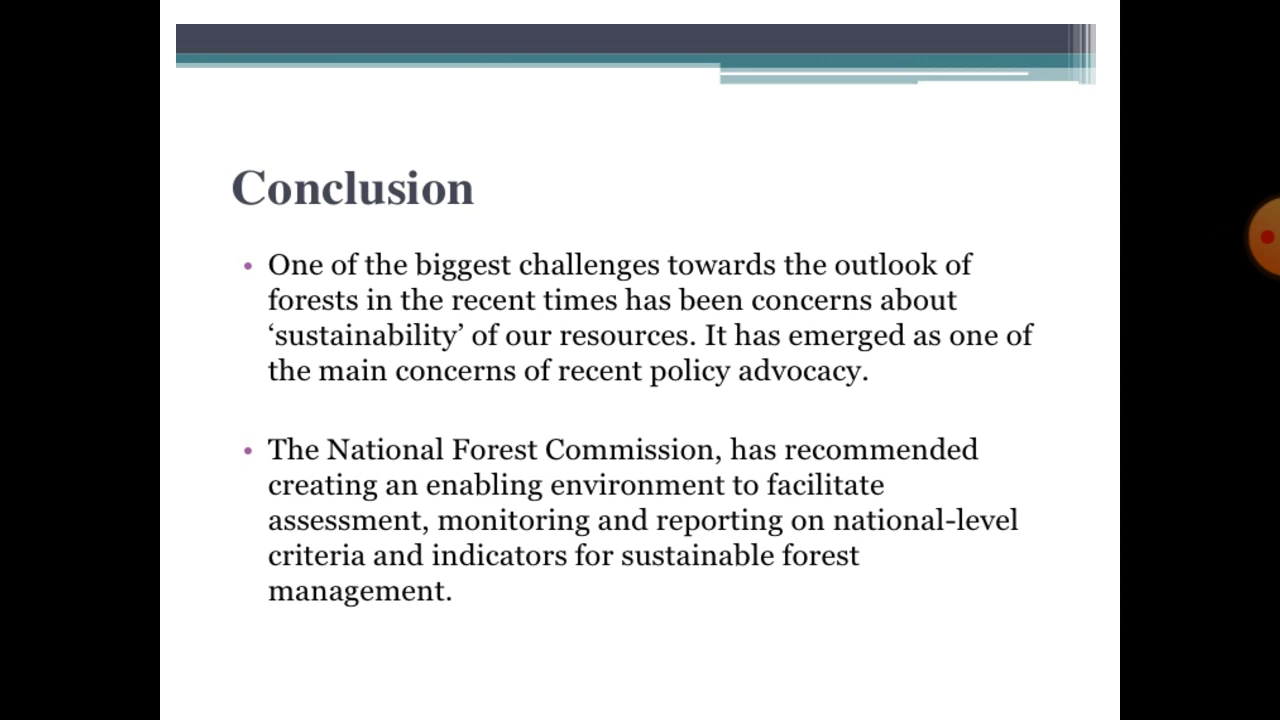 Conclusion
• One of the biggest challenges towards the outlook of
forests in the recent times has been concerns about
‘sustainability’ of our resources. It has emerged as one of
the main concerns of recent policy advocacy.
• The National Forest Commission, has recommended
creating an enabling environment to facilitate
assessment, monitoring and reporting on national-level
criteria and indicators for sustainable forest
management.